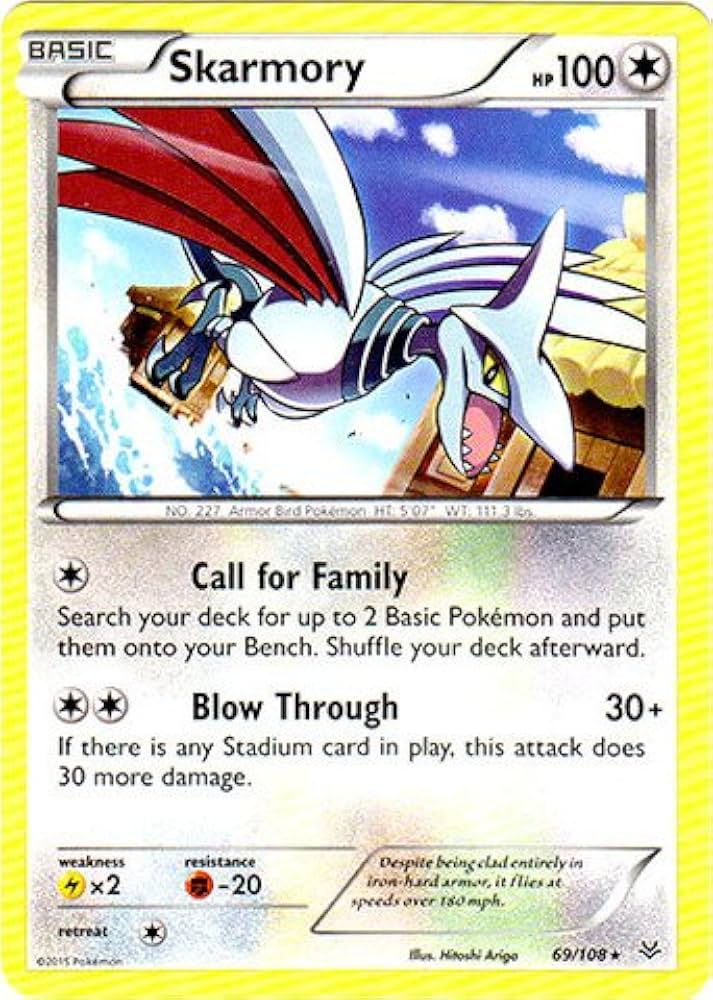 BASIC
Skarmory
HP 100
NO. 227 Armor Bird Pokémon HT: 5'07" WT: 111.3 lbs.
Call for Family
Search your deck for up to 2 Basic Pokémon and put
them onto your Bench. Shuffle your deck afterward.
Blow Through 30+
If there is any Stadium card in play, this attack does
30 more damage.
weakness resistance
×2 -20
Despite being clad entirely in
iron-hard armor, it flies at
speeds over 180 mph.
retreat
©2015 Pokémon
Illus. Hitoshi Ariga 69/108 ★